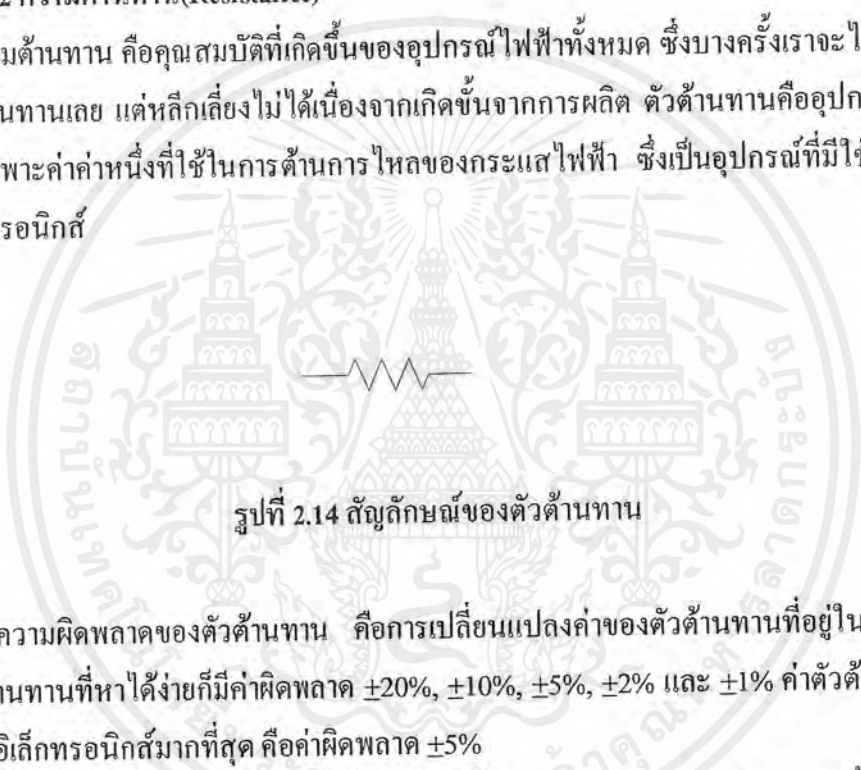 2 ความต้านทาน(Resistance)
มต้านทาน คือคุณสมบัติที่เกิดขึ้นของอุปกรณ์ไฟฟ้าทั้งหมด ซึ่งบางครั้งเราจะไ
นทานเลย แต่หลีกเลี่ยงไม่ได้เนื่องจากเกิดขั้นจากการผลิต ตัวต้านทานคืออุปก
พาะค่าค่าหนึ่งที่ใช้ในการต้านการไหลของกระแสไฟฟ้า ซึ่งเป็นอุปกรณ์ที่มีใช้
รอนิกส์
รูปที่ 2.14 สัญลักษณ์ของตัวต้านทาน
ความผิดพลาดของตัวต้านทาน คือการเปลี่ยนแปลงค่าของตัวต้านทานที่อยู่ใน
านทานที่หาได้ง่ายก็มีค่าผิดพลาด ±20%, ±10%, ±5%, ±2% และ ±1% ค่าตัวต้
อิเล็กทรอนิกส์มากที่สุด คือค่าผิดพลาด ±5%